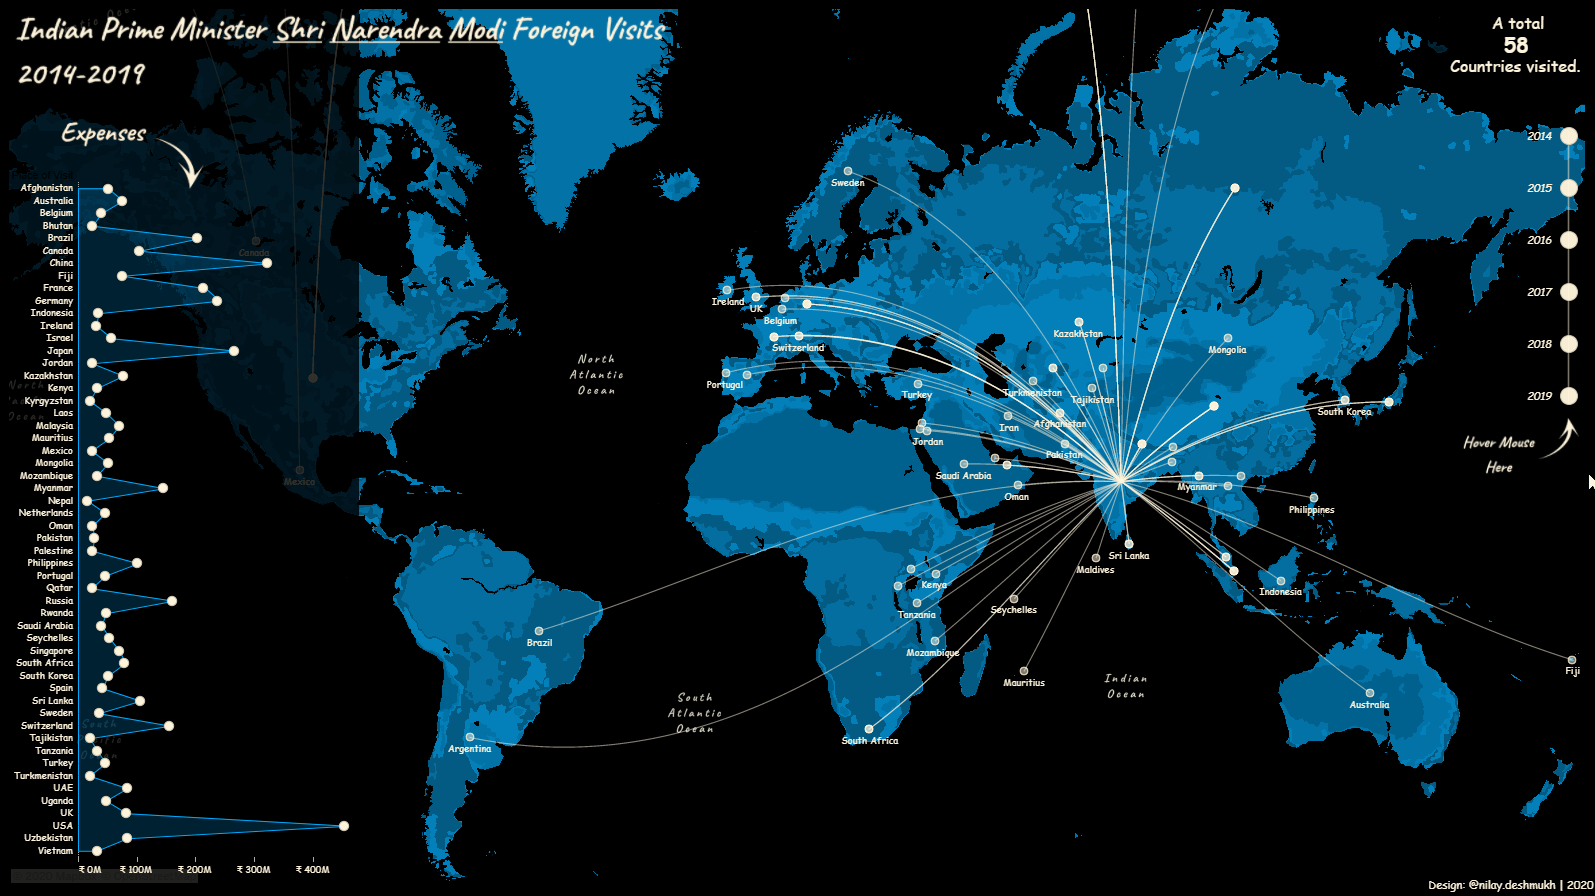 Indian Prime Minister Shri Narendra Modi Foreign Visits
2014-2019
A total
58
Countries visited.
Expenses
Afghanistan
Australia
Belgium
Bhutan
Brazil
Canada
China
Fiji
France
Germany
Indonesia
Ireland
Israel
Japan
Jordan
Kazakhstan
Kenya
Kyrgyzstan
Laos
Malaysia
Mauritius
Mexico
Mongolia
Mozambique
Myanmar
Nepal
Netherlands
Oman
Pakistan
Palestine
Philippines
Portugal
Qatar
Russia
Rwanda
Saudi Arabia
Seychelles
Singapore
South Africa
South Korea
Spain
Sri Lanka
Sweden
Switzerland
Tajikistan
Tanzania
Turkey
Turkmenistan
UAE
Uganda
UK
USA
Uzbekistan
Vietnam
₹ 0M ₹ 100M ₹ 200M ₹ 300M ₹ 400M
Canada
Mexico
North
Atlantic
Ocean
Sweden
Ireland
UK
Belgium
Switzerland
Portugal
Turkey
Kazakhstan
Mongolia
Turkmenistan
Tajikistan
South Korea
Iran
Afghanistan
Jordan
Pakistan
Saudi Arabia
Oman
Myanmar
Philippines
Sri Lanka
Maldives
Kenya
Indonesia
Seychelles
Tanzania
Brazil
Mozambique
Mauritius
Fiji
Indian
Ocean
South
Atlantic
Ocean
Australia
South Africa
Argentina
2014
2015
2016
2017
2018
2019
Hover Mouse
Here
Design: @nilay.deshmukh | 2020